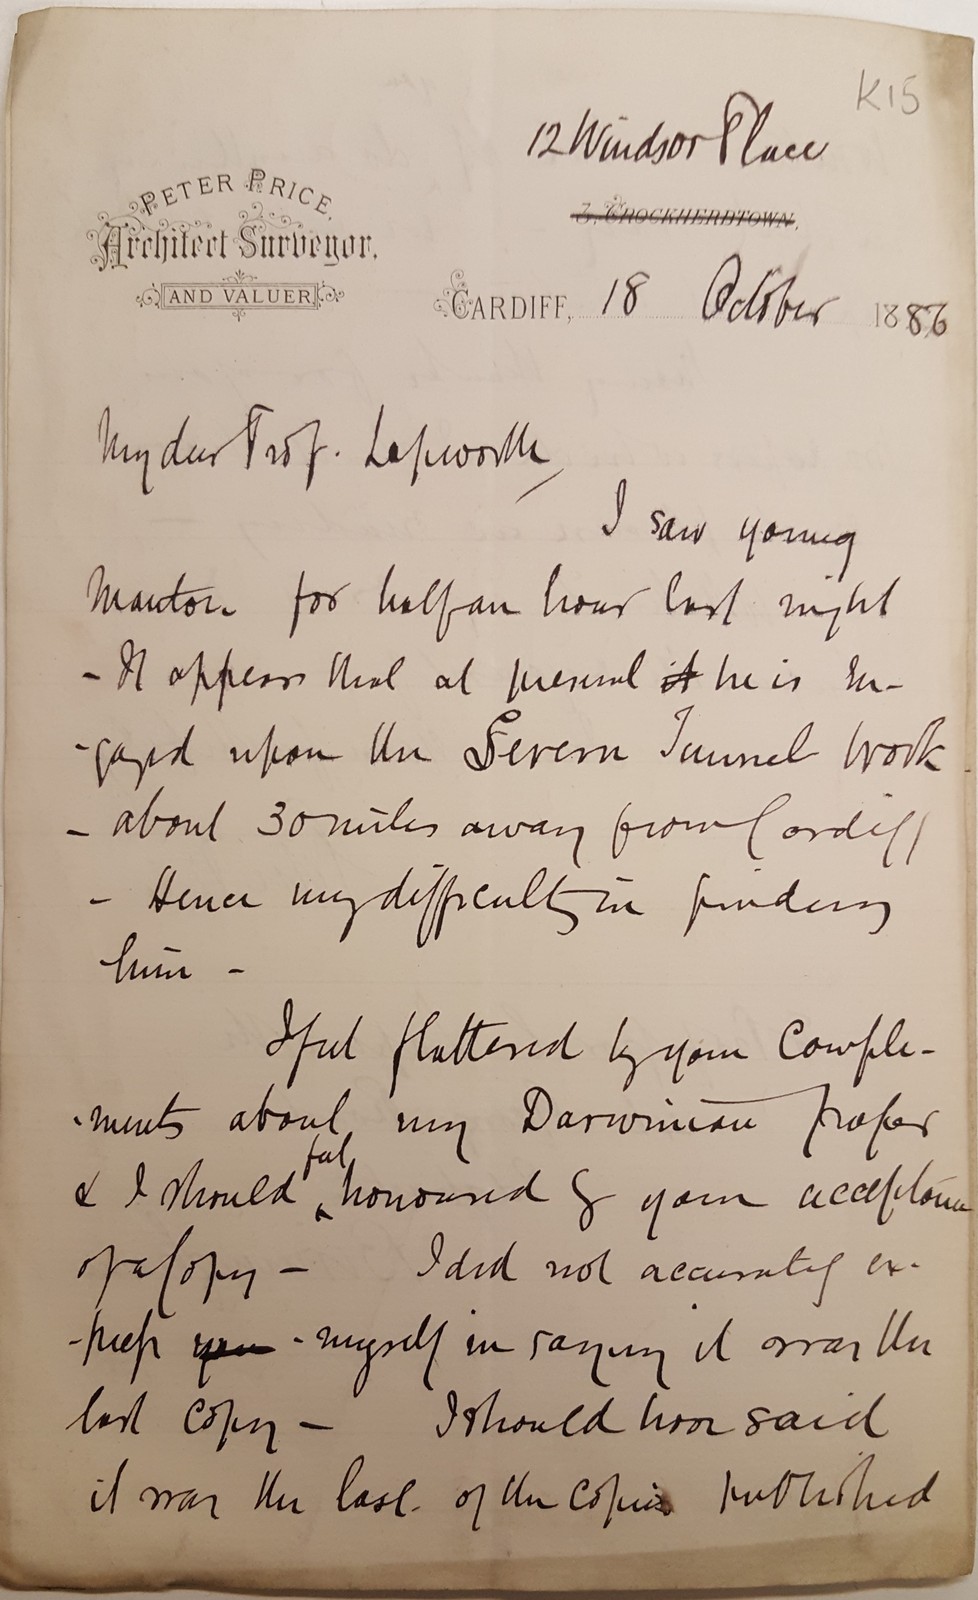 K15
12 Windsor Place
PETER PRICE,
Architect Surveyor,
AND VALUER
7, CROCKHERDTOWN,
CARDIFF, 18 October 1886
My dear Prof. Lapworth,
I saw young
Manton for half an hour last night
- It appears that at present it he is en-
-gaged upon the Severn Tunnel work
- about 30 miles away from Cardiff
- Hence my difficulty in finding
him -
I feel flattered by your Comple-
-ments about my Darwinian paper
& I should feel honoured by your acceptance
of a Copy - I did not accurately ex-
-press you - myself in saying it was the
last copy - I should have said
it was the last of the copies published